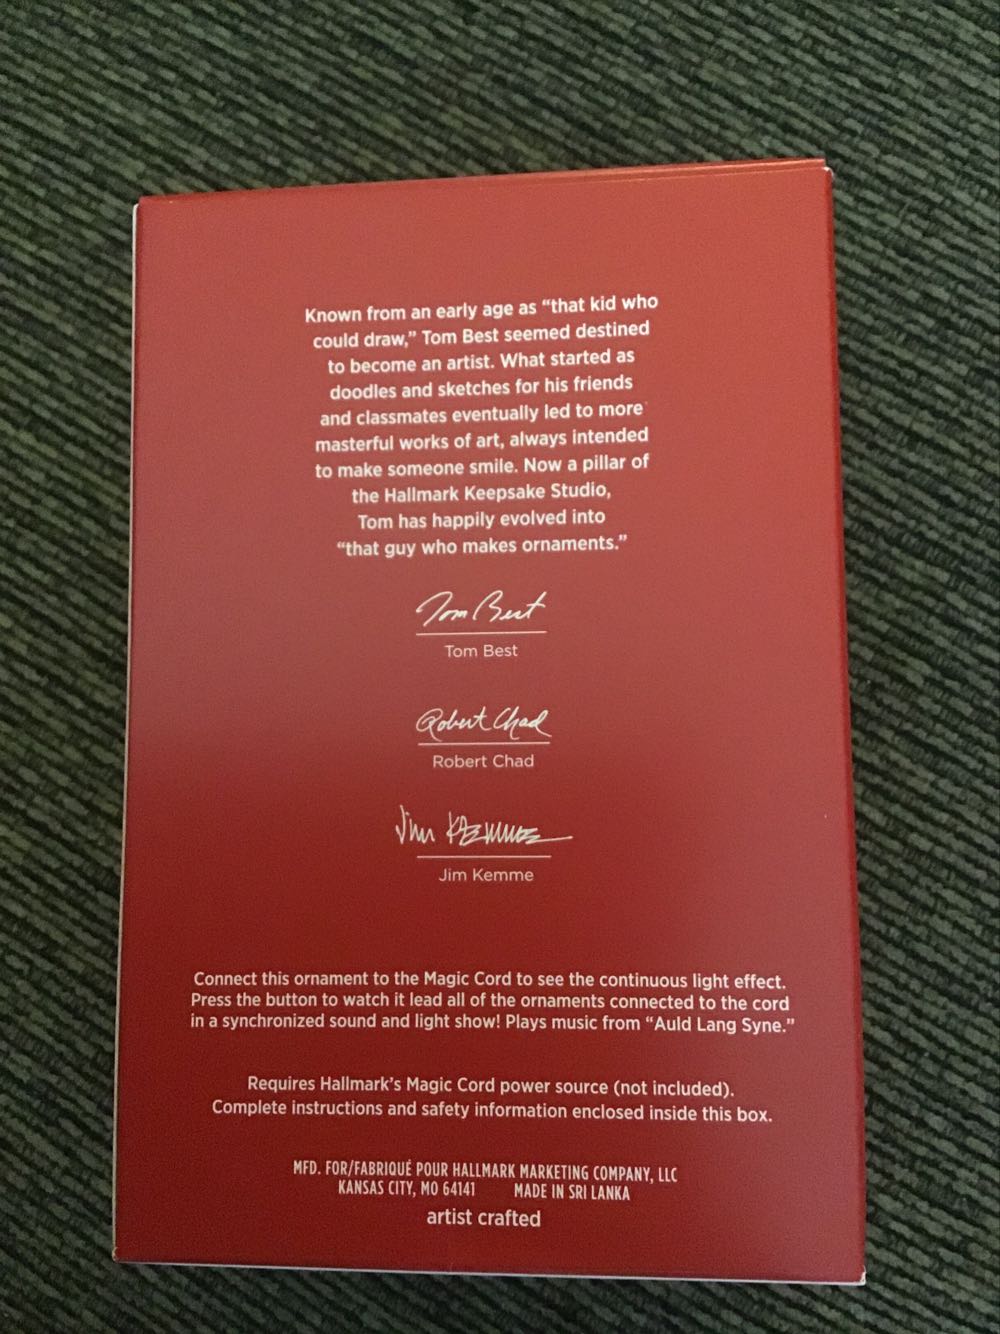 Known from an early age as “that kid who
could draw,” Tom Best seemed destined
to become an artist. What started as
doodles and sketches for his friends
and classmates eventually led to more
masterful works of art, always intended
to make someone smile. Now a pillar of
the Hallmark Keepsake Studio,
Tom has happily evolved into
“that guy who makes ornaments.”
Tom Best
Tom Best
Robert Chad
Robert Chad
Jim Kemme
Jim Kemme
Connect this ornament to the Magic Cord to see the continuous light effect.
Press the button to watch it lead all of the ornaments connected to the cord
in a synchronized sound and light show! Plays music from “Auld Lang Syne.”
Requires Hallmark’s Magic Cord power source (not included).
Complete instructions and safety information enclosed inside this box.
MFD. FOR/FABRIQUÉ POUR HALLMARK MARKETING COMPANY, LLC
KANSAS CITY, MO 64141 MADE IN SRI LANKA
artist crafted